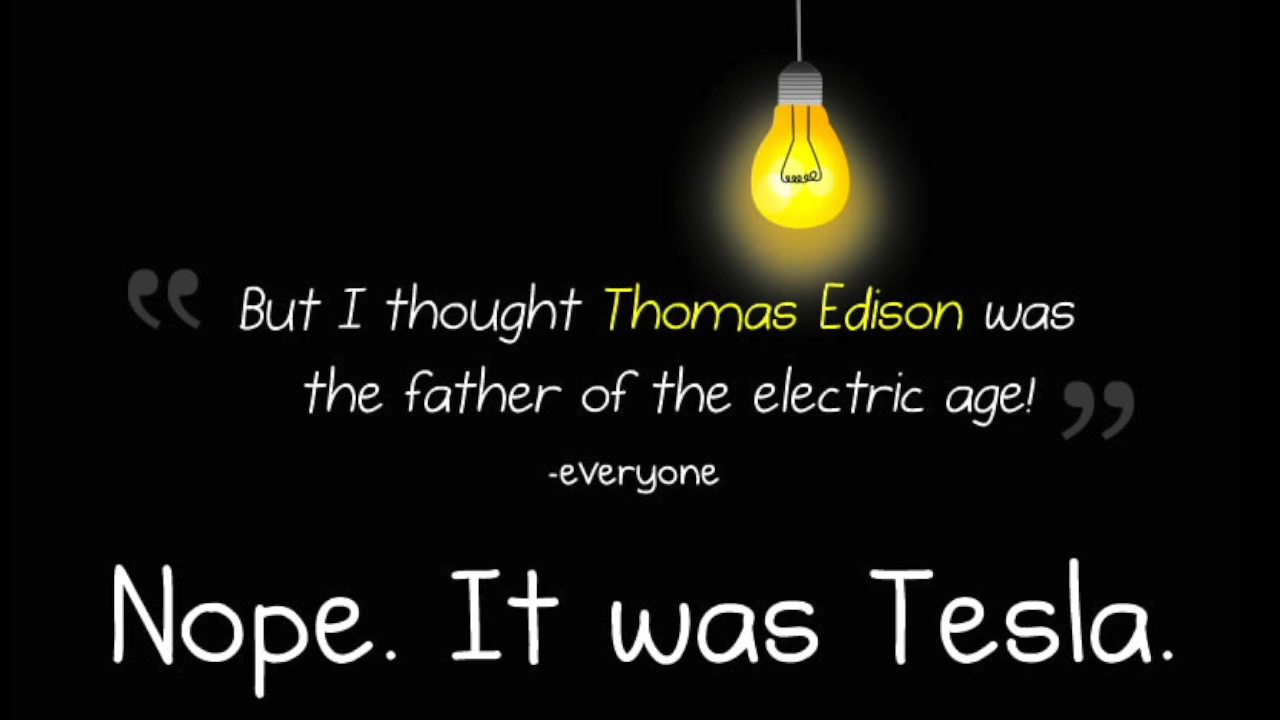 “ But I thought Thomas Edison was
the father of the electric age! ”
-everyone
Nope. It was Tesla.